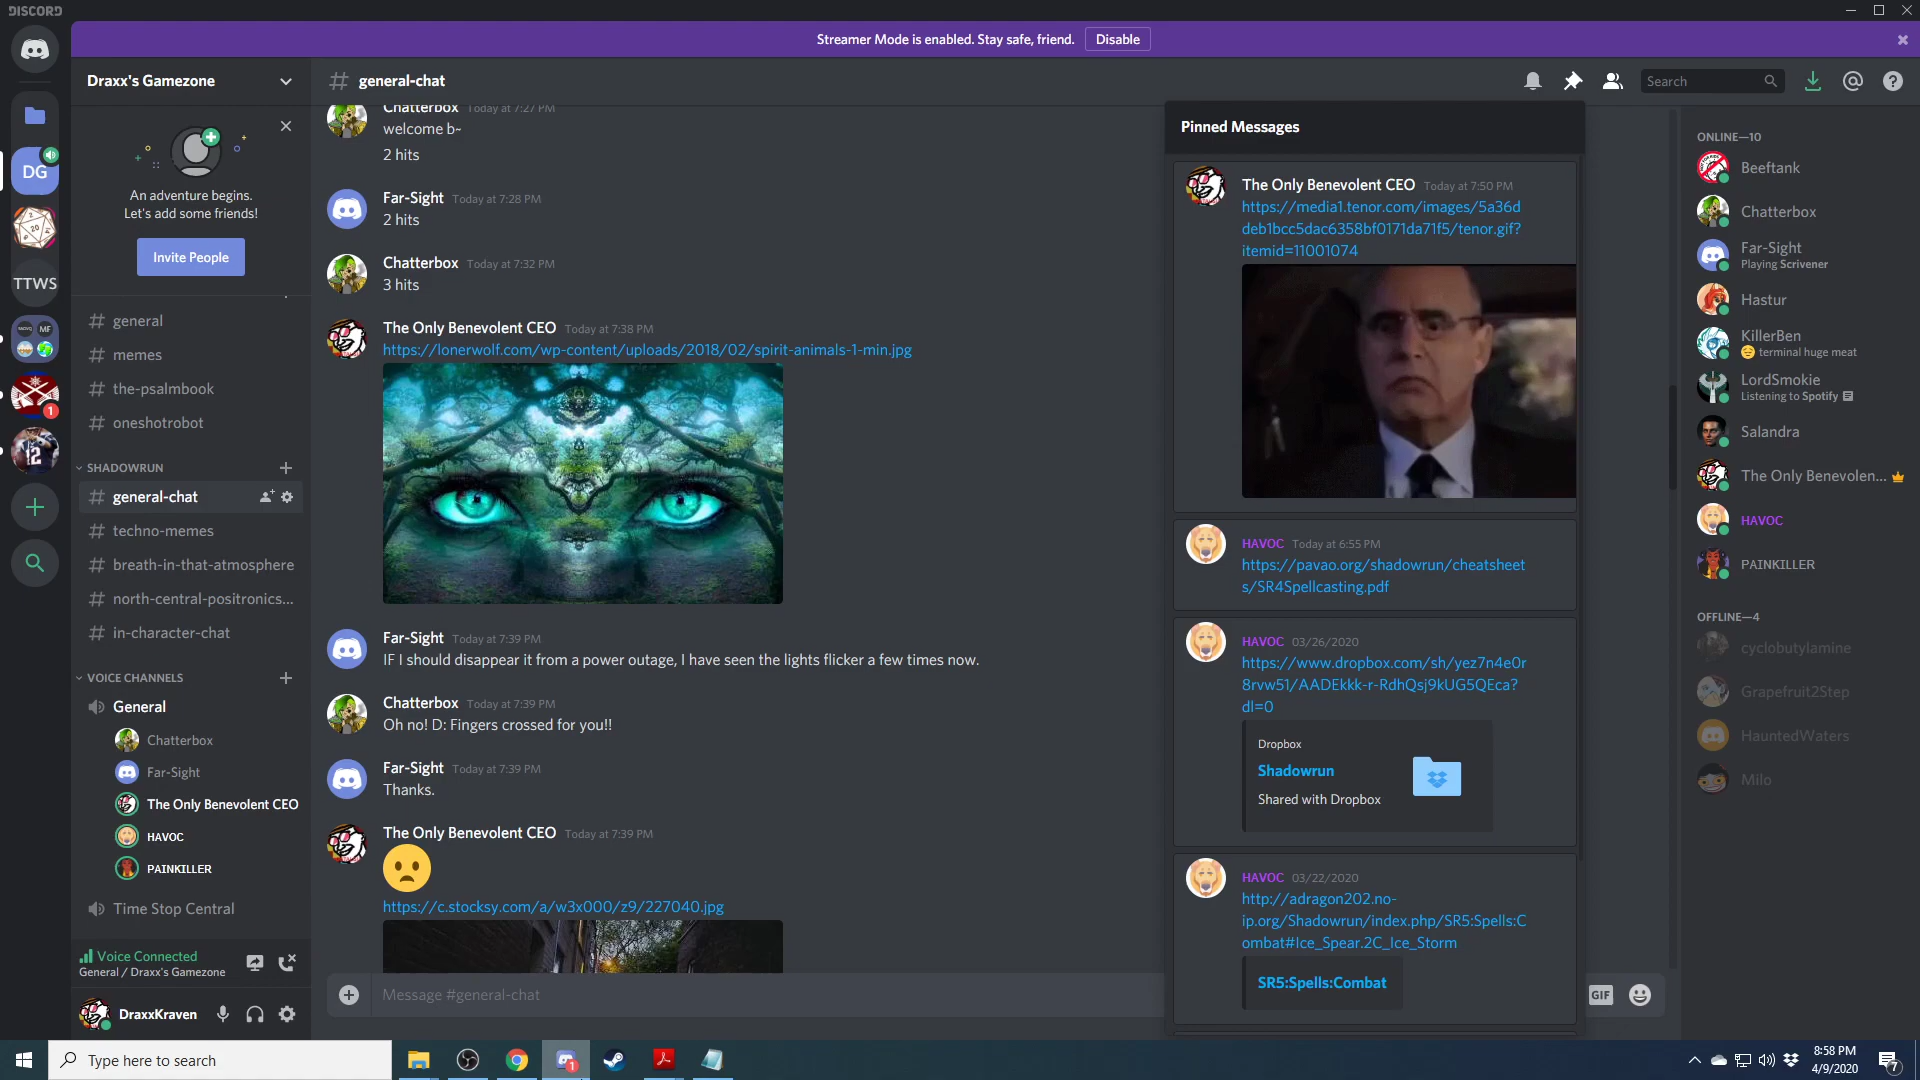 DISCORD
Streamer Mode is enabled. Stay safe, friend.
Disable
Draxx's Gamezone
An adventure begins.
Let's add some friends!
Invite People
DG
20
TTWS
MF
1
12
general
memes
the-psalmbook
oneshotrobot
SHADOWRUN
general-chat
techno-memes
breath-in-that-atmosphere
north-central-positronics...
in-character-chat
VOICE CHANNELS
General
Chatterbox
Far-Sight
The Only Benevolent CEO
HAVOC
PAINKILLER
Time Stop Central
Voice Connected
General / Draxx's Gamezone
DraxxKraven
# general-chat
Search
Chatterbox Today at 7:27 PM
welcome b~
2 hits
Far-Sight Today at 7:28 PM
2 hits
Chatterbox Today at 7:32 PM
3 hits
The Only Benevolent CEO Today at 7:38 PM
https://lonerwolf.com/wp-content/uploads/2018/02/spirit-animals-1-min.jpg
Far-Sight Today at 7:39 PM
IF I should disappear it from a power outage, I have seen the lights flicker a few times now.
Chatterbox Today at 7:39 PM
Oh no! D: Fingers crossed for you!!
Far-Sight Today at 7:39 PM
Thanks.
The Only Benevolent CEO Today at 7:39 PM
https://c.stocksy.com/a/w3x000/z9/227040.jpg
Message #general-chat
GIF
Pinned Messages
The Only Benevolent CEO Today at 7:50 PM
https://media1.tenor.com/images/5a36d
deb1bcc5dac6358bf0171da71f5/tenor.gif?
itemid=11001074
HAVOC Today at 6:55 PM
https://pavao.org/shadowrun/cheatsheet
s/SR4Spellcasting.pdf
HAVOC 03/26/2020
https://www.dropbox.com/sh/yez7n4e0r
8rvw51/AADEkkk-r-RdhQsj9kUG5QEca?
dl=0
Dropbox
Shadowrun
Shared with Dropbox
HAVOC 03/22/2020
http://adragon202.no-
ip.org/Shadowrun/index.php/SR5:Spells:C
ombat#Ice_Spear.2C_Ice_Storm
SR5:Spells:Combat
ONLINE—10
Beeftank
Chatterbox
Far-Sight
Playing Scrivener
Hastur
KillerBen
terminal huge meat
LordSmokie
Listening to Spotify
Salandra
The Only Benevolen...
HAVOC
PAINKILLER
OFFLINE—4
cyclobutylamine
Grapefruit2Step
HauntedWaters
Milo
Type here to search
1
8:58 PM
4/9/2020
7